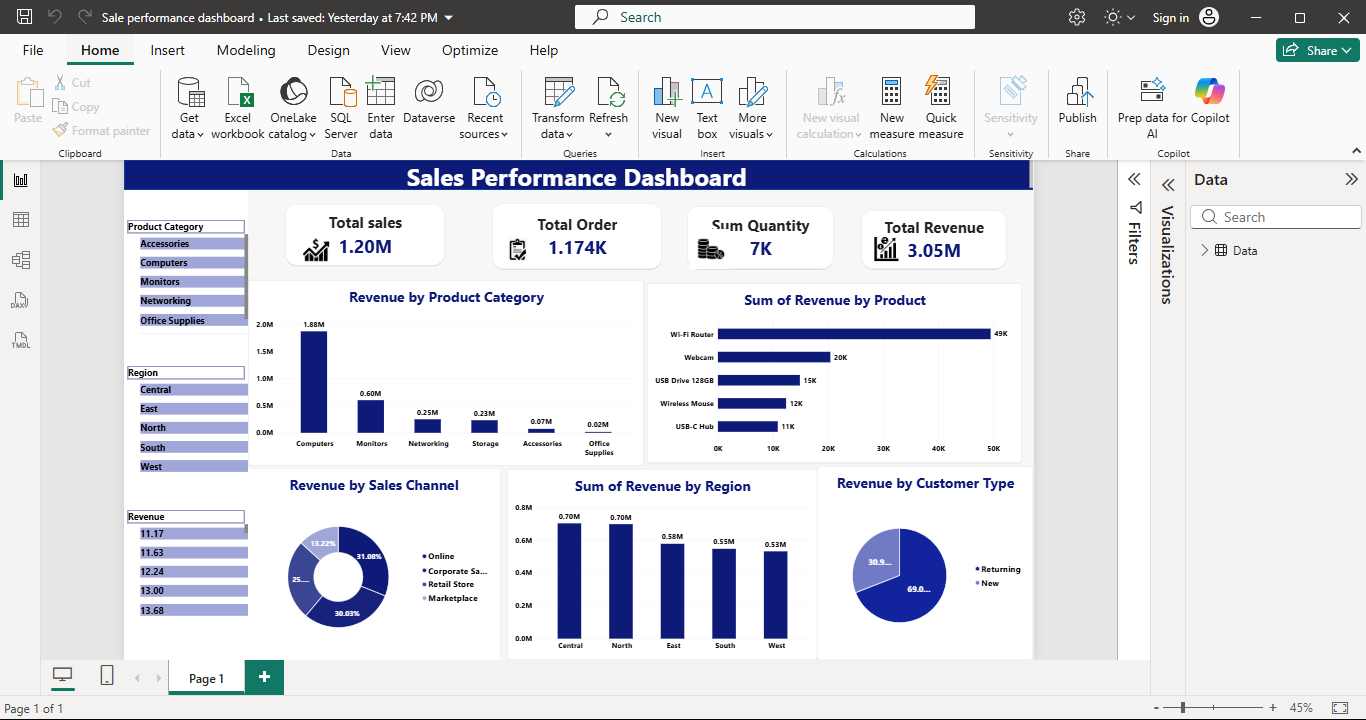 Sale performance dashboard • Last saved: Yesterday at 7:42 PM
Search
Sign in
File Home Insert Modeling Design View Optimize Help
Share
Paste
Cut
Copy
Format painter
Clipboard
Get data
Excel workbook
OneLake catalog
SQL Server
Enter data
Dataverse
Recent sources
Data
Transform data
Refresh
Queries
New visual
Text box
More visuals
Insert
New visual calculation
New measure
Quick measure
Calculations
Sensitivity
Sensitivity
Publish
Share
Prep data for AI
Copilot
Copilot
DAX
TMDL
Sales Performance Dashboard
Product Category
Accessories
Computers
Monitors
Networking
Office Supplies
Region
Central
East
North
South
West
Revenue
11.17
11.63
12.24
13.00
13.68
Total sales
1.20M
Total Order
1.174K
Sum Quantity
7K
Total Revenue
3.05M
Revenue by Product Category
2.0M
1.5M
1.0M
0.5M
0.0M
1.88M
0.60M
0.25M
0.23M
0.07M
0.02M
Computers
Monitors
Networking
Storage
Accessories
Office
Supplies
Sum of Revenue by Product
Wi-Fi Router 49K
Webcam 20K
USB Drive 128GB 15K
Wireless Mouse 12K
USB-C Hub 11K
0K 10K 20K 30K 40K 50K
Revenue by Sales Channel
13.22%
31.08%
25....
30.03%
Online
Corporate Sa...
Retail Store
Marketplace
Sum of Revenue by Region
0.8M
0.6M
0.4M
0.2M
0.0M
0.70M
0.70M
0.58M
0.55M
0.53M
Central
North
East
South
West
Revenue by Customer Type
30.9...
69.0...
Returning
New
Filters
Visualizations
Data
Search
Data
Page 1
+
Page 1 of 1
- + 45%